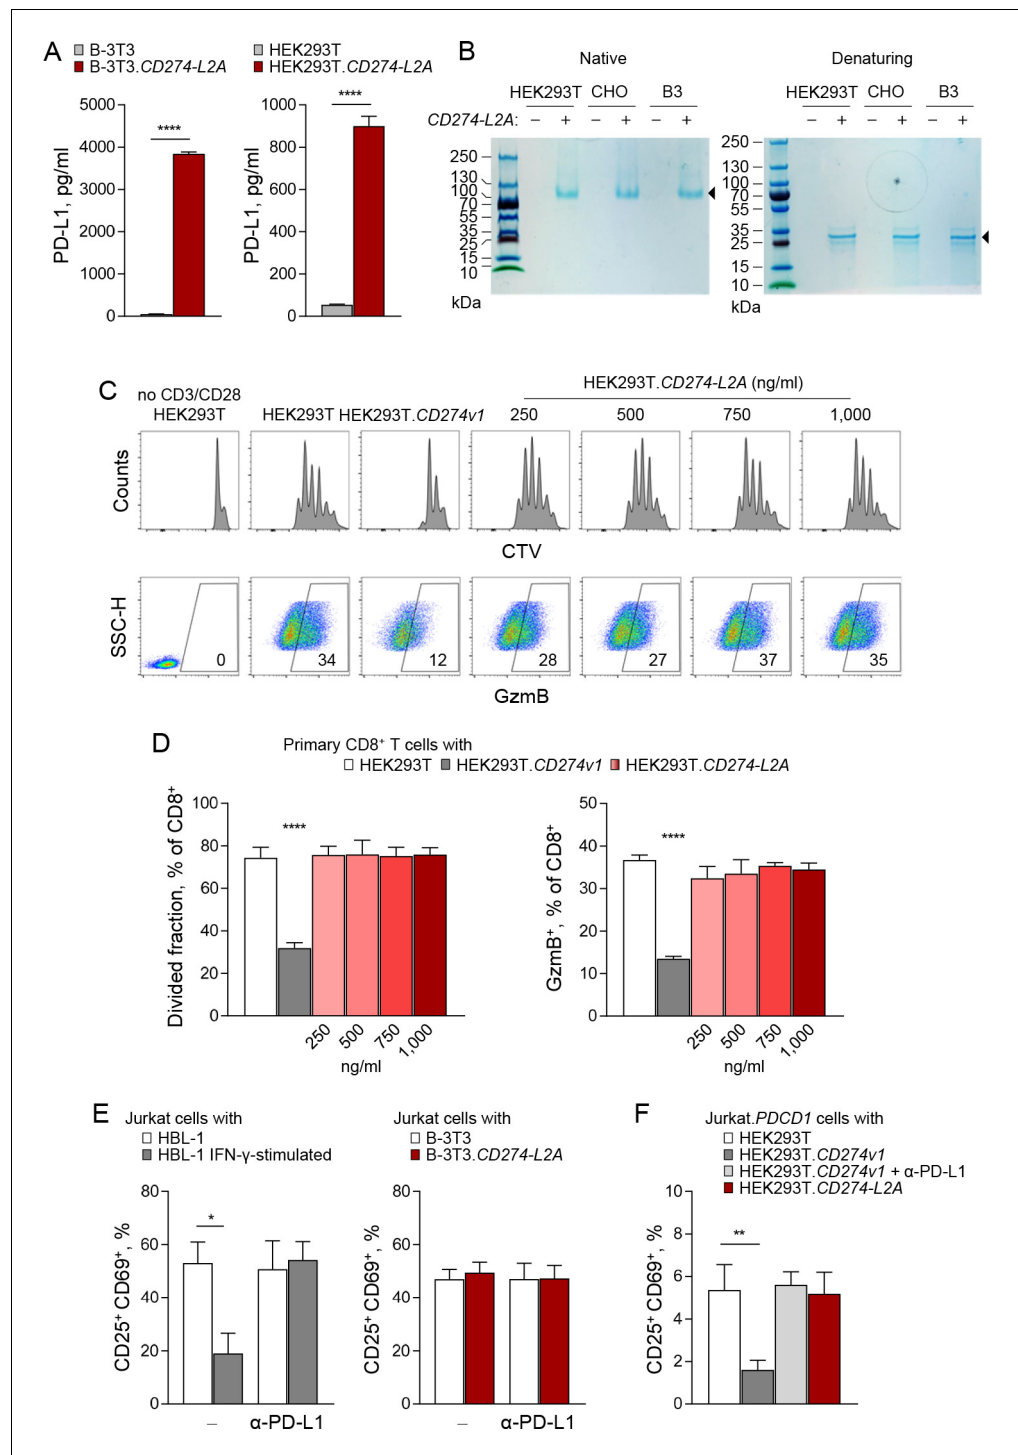 A
B-3T3
B-3T3.CD274-L2A
HEK293T
HEK293T.CD274-L2A
PD-L1, pg/ml
5000
4000
3000
2000
1000
0
****
PD-L1, pg/ml
1,000
800
600
400
200
0
****
B
Native
Denaturing
HEK293T CHO B3
HEK293T CHO B3
CD274-L2A: – + – + – +
– + – + – +
250
130
100
70
55
35
25
15
10
kDa
250
130
100
70
55
35
25
15
10
kDa
C
no CD3/CD28
HEK293T
HEK293T
HEK293T.CD274v1
HEK293T.CD274-L2A (ng/ml)
250 500 750 1,000
Counts
CTV
SSC-H
0 34 12 28 27 37 35
GzmB
D
Primary CD8⁺ T cells with
HEK293T HEK293T.CD274v1 HEK293T.CD274-L2A
Divided fraction, % of CD8⁺
100
80
60
40
20
0
****
250 500 750 1,000
ng/ml
GzmB⁺, % of CD8⁺
50
40
30
20
10
0
****
250 500 750 1,000
ng/ml
E
Jurkat cells with
HBL-1
HBL-1 IFN-γ-stimulated
CD25⁺ CD69⁺, %
80
60
40
20
0
*
– α-PD-L1
Jurkat cells with
B-3T3
B-3T3.CD274-L2A
CD25⁺ CD69⁺, %
80
60
40
20
0
– α-PD-L1
F
Jurkat.PDCD1 cells with
HEK293T
HEK293T.CD274v1
HEK293T.CD274v1 + α-PD-L1
HEK293T.CD274-L2A
CD25⁺ CD69⁺, %
10
8
6
4
2
0
**